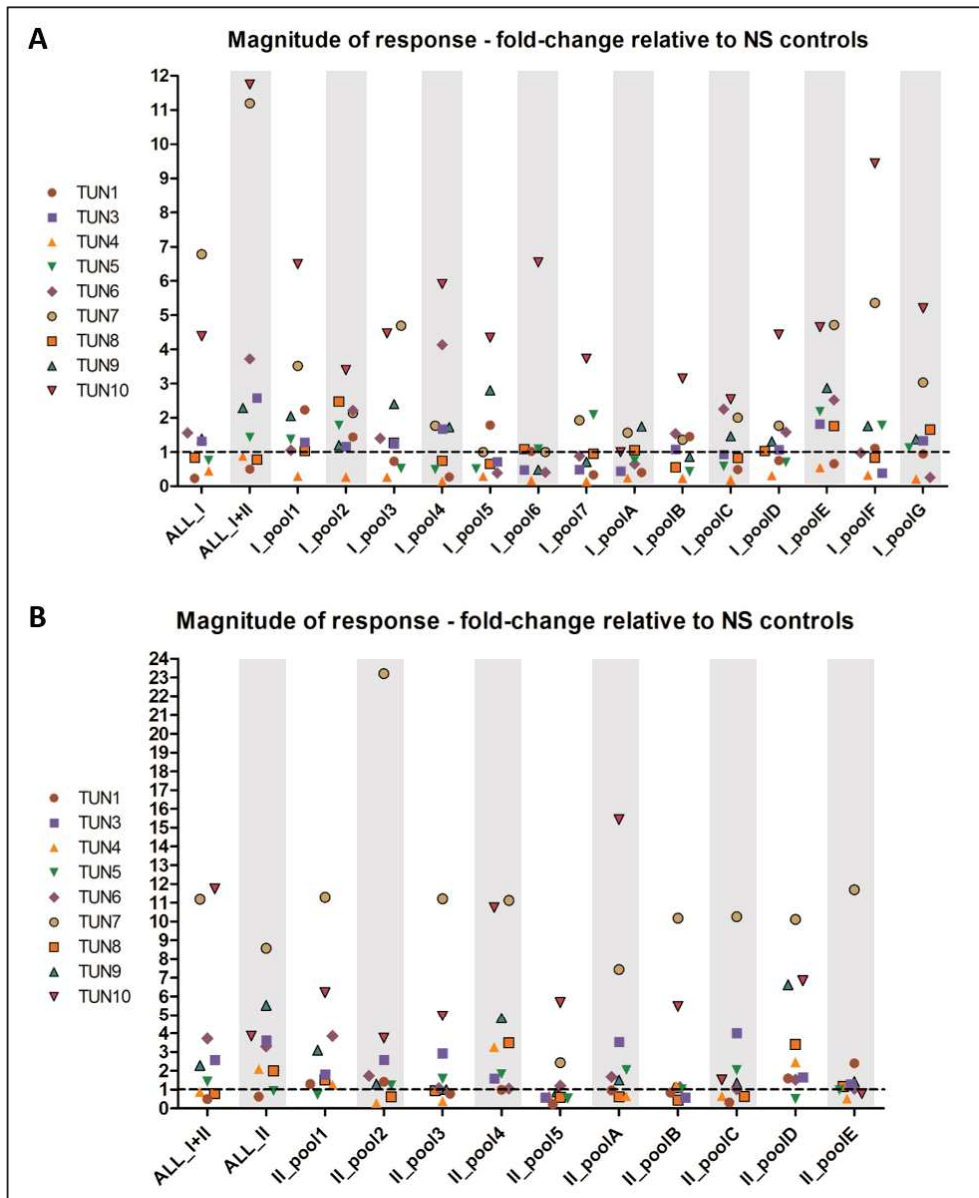 A
Magnitude of response - fold-change relative to NS controls
12
11
10
9
8
7
6
5
4
3
2
1
0
TUN1
TUN3
TUN4
TUN5
TUN6
TUN7
TUN8
TUN9
TUN10
ALL_I
ALL_I+II
I_pool1
I_pool2
I_pool3
I_pool4
I_pool5
I_pool6
I_pool7
I_poolA
I_poolB
I_poolC
I_poolD
I_poolE
I_poolF
I_poolG
B
Magnitude of response - fold-change relative to NS controls
24
23
22
21
20
19
18
17
16
15
14
13
12
11
10
9
8
7
6
5
4
3
2
1
0
TUN1
TUN3
TUN4
TUN5
TUN6
TUN7
TUN8
TUN9
TUN10
ALL_I+II
ALL_II
II_pool1
II_pool2
II_pool3
II_pool4
II_pool5
II_poolA
II_poolB
II_poolC
II_poolD
II_poolE